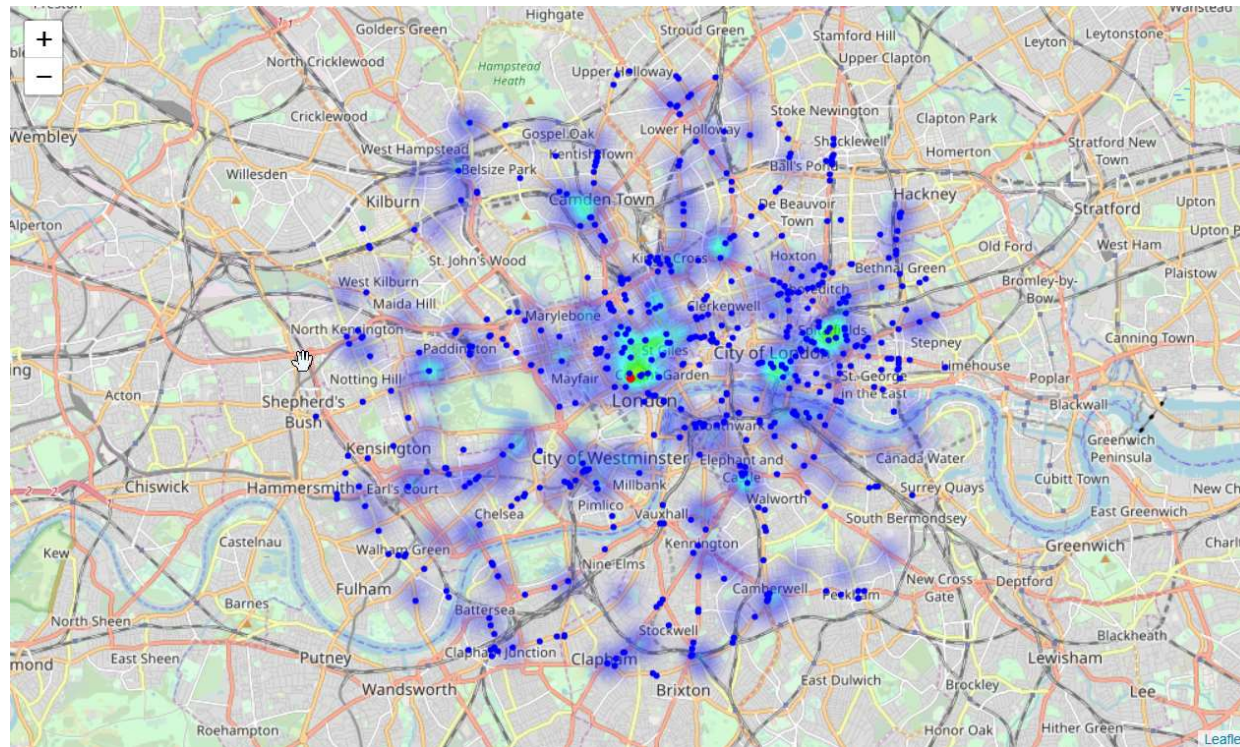 Highgate
Stroud Green
Stamford Hill
Wanstead
Golders Green
Leyton
Leytonstone
+
−
North Cricklewood
Hampstead
Heath
Upper Holloway
Upper Clapton
Cricklewood
Stoke Newington
Clapton Park
Wembley
Gospel Oak
Lower Holloway
Shacklewell
West Hampstead
Kentish Town
Homerton
Stratford New
Town
Willesden
Belsize Park
Ball's Pond
Kilburn
Camden Town
De Beauvoir
Town
Hackney
Stratford
Upton
Alperton
Old Ford
West Ham
Upton P
St. John's Wood
King's Cross
Hoxton
Bethnal Green
Plaistow
West Kilburn
Maida Hill
Shoreditch
Bromley-by-
Bow
Marylebone
Clerkenwell
North Kensington
Spitalfields
Stepney
Canning Town
Paddington
St Giles
City of London
Limehouse
Notting Hill
Mayfair
Covent Garden
St. George
in the East
Poplar
Acton
Shepherd's
Bush
London
Blackwall
Southwark
Kensington
City of Westminster
Elephant and
Castle
Canada Water
Greenwich
Peninsula
Chiswick
Hammersmith
Earl's Court
Millbank
Walworth
Surrey Quays
Cubitt Town
New Ch
Chelsea
Pimlico
Vauxhall
South Bermondsey
East Greenwich
Kew
Castelnau
Walham Green
Kennington
Greenwich
Charlt
Nine Elms
Fulham
Camberwell
Peckham
New Cross
Gate
Deptford
Barnes
Battersea
North Sheen
Stockwell
Blackheath
mond
East Sheen
Putney
Clapham Junction
Clapham
Lewisham
Wandsworth
Brixton
East Dulwich
Brockley
Lee
Roehampton
Honor Oak
Hither Green
Leafle